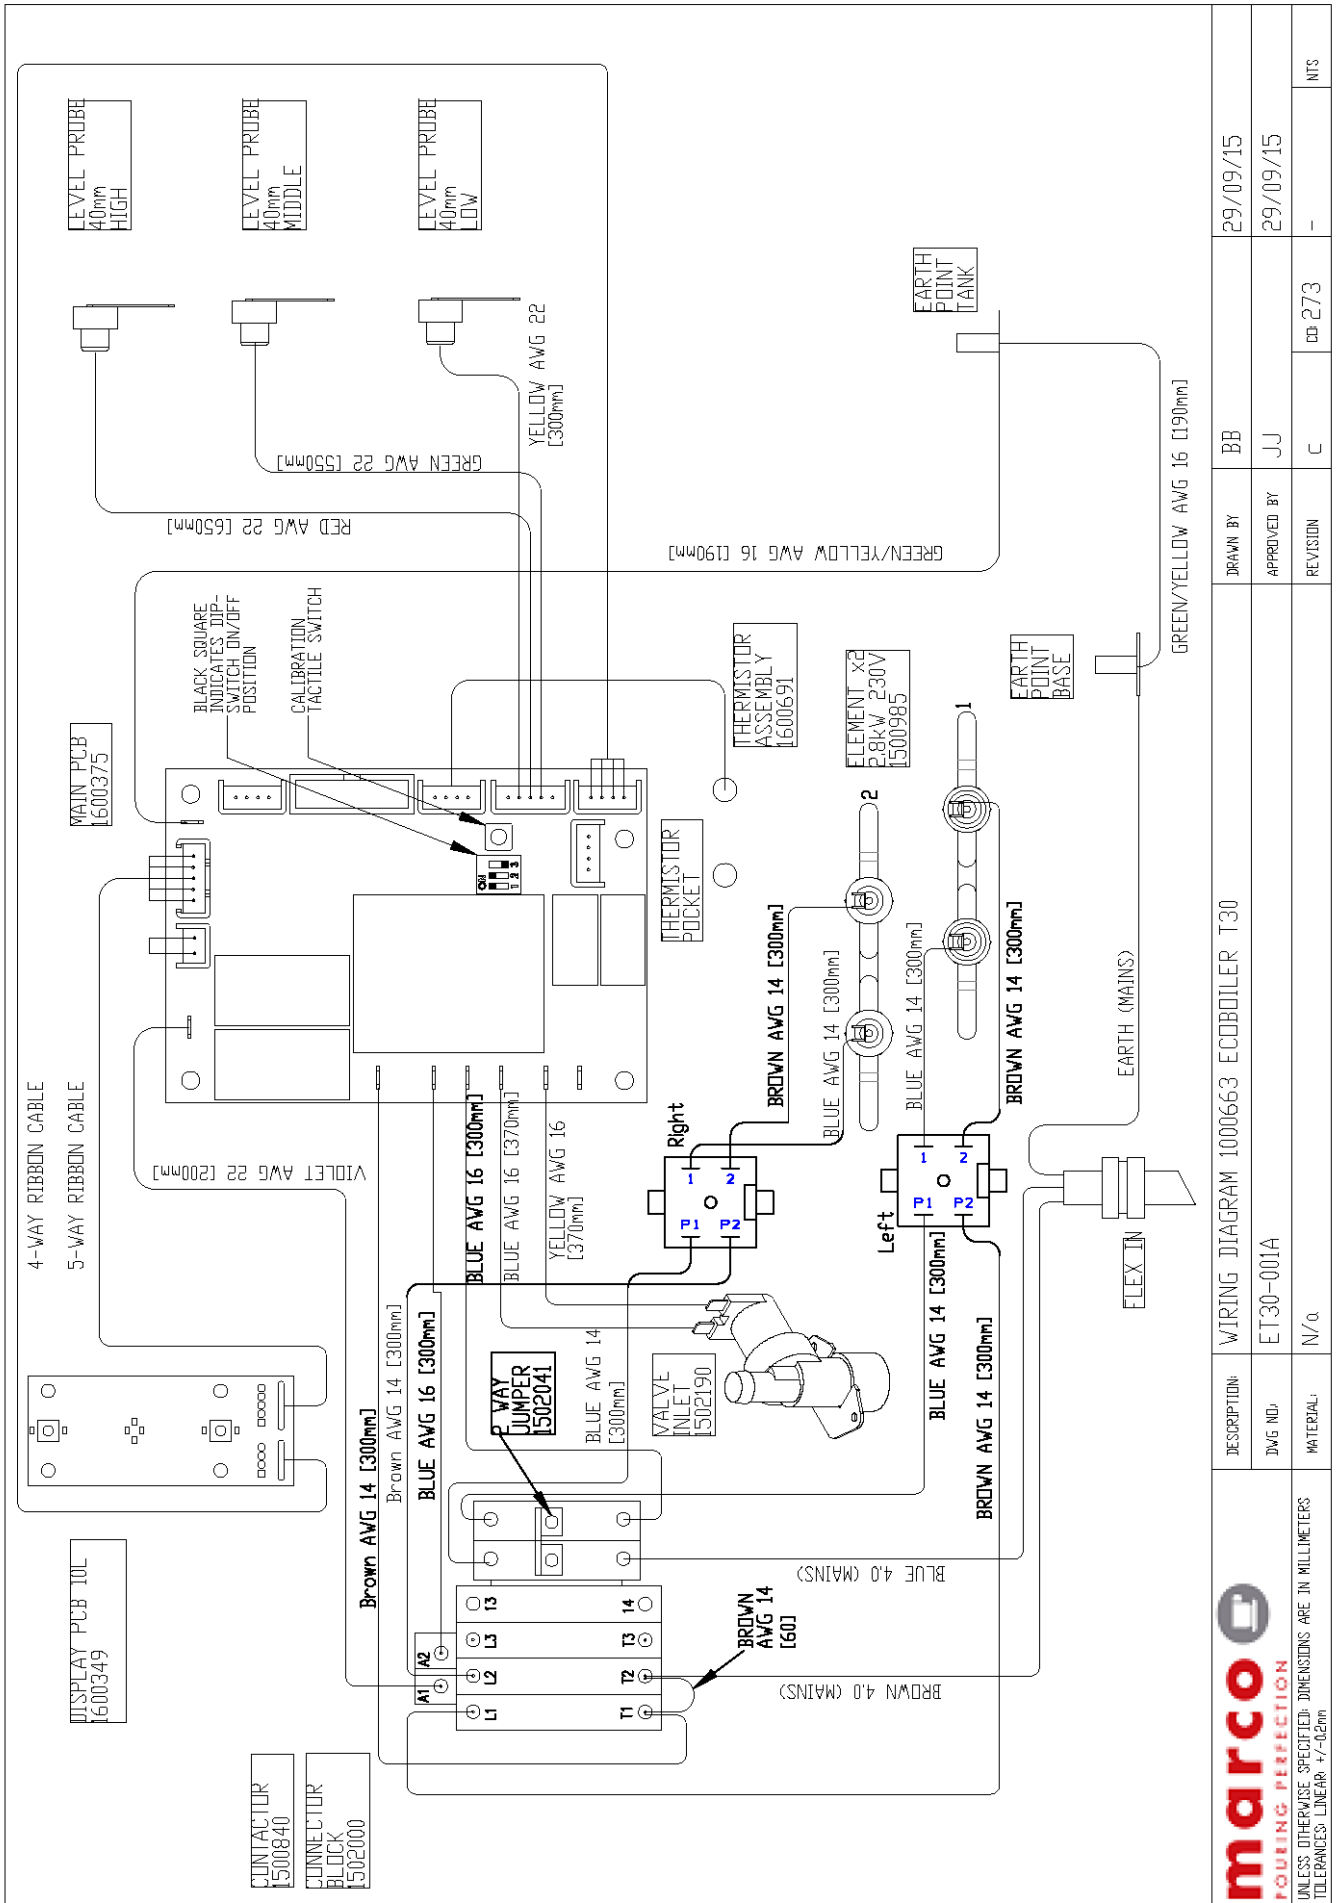 4-WAY RIBBON CABLE
5-WAY RIBBON CABLE
DISPLAY PCB 10L
1600349
CONTACTOR
1500840
CONNECTOR
BLOCK
1502000
VIOLET AWG 22 [200mm]
MAIN PCB
1600375
BLACK SQUARE
INDICATES DIP-
SWITCH ON/OFF
POSITION
CALIBRATION
TACTILE SWITCH
LEVEL PROBE
40mm
HIGH
LEVEL PROBE
40mm
MIDDLE
LEVEL PROBE
40mm
LOW
RED AWG 22 [650mm]
GREEN AWG 22 [550mm]
YELLOW AWG 22
[300mm]
GREEN/YELLOW AWG 16 [190mm]
EARTH
POINT
TANK
GREEN/YELLOW AWG 16 [190mm]
EARTH
POINT
BASE
EARTH (MAINS)
THERMISTOR
ASSEMBLY
1600691
THERMISTOR
POCKET
ELEMENT x2
2.8KW 230V
1500985
ON
1 2 3
2
1
BROWN AWG 14 [300mm]
BLUE AWG 14 [300mm]
BLUE AWG 14 [300mm]
BROWN AWG 14 [300mm]
Right
1 2
P1 P2
Left
1 2
P1 P2
Brown AWG 14 [300mm]
Brown AWG 14 [300mm]
BLUE AWG 16 [300mm]
BLUE AWG 16 [300mm]
BLUE AWG 16 [370mm]
YELLOW AWG 16
[370mm]
2 WAY
JUMPER
1502041
BLUE AWG 14
[300mm]
VALVE
INLET
1502190
BLUE AWG 14 [300mm]
BROWN AWG 14 [300mm]
FLEX IN
A1 A2
L1 L2 L3 13
T1 T2 T3 14
BROWN
AWG 14
[60]
BLUE 4.0 (MAINS)
BROWN 4.0 (MAINS)
marco
POURING PERFECTION
UNLESS OTHERWISE SPECIFIED: DIMENSIONS ARE IN MILLIMETERS
TOLERANCES: LINEAR: +/-0.2mm
DESCRIPTION: WIRING DIAGRAM 1000663 ECOBOILER T30
DWG NO: ET30-001A
MATERIAL: N/a
DRAWN BY BB 29/09/15
APPROVED BY JJ 29/09/15
REVISION C CO: 273 - NTS